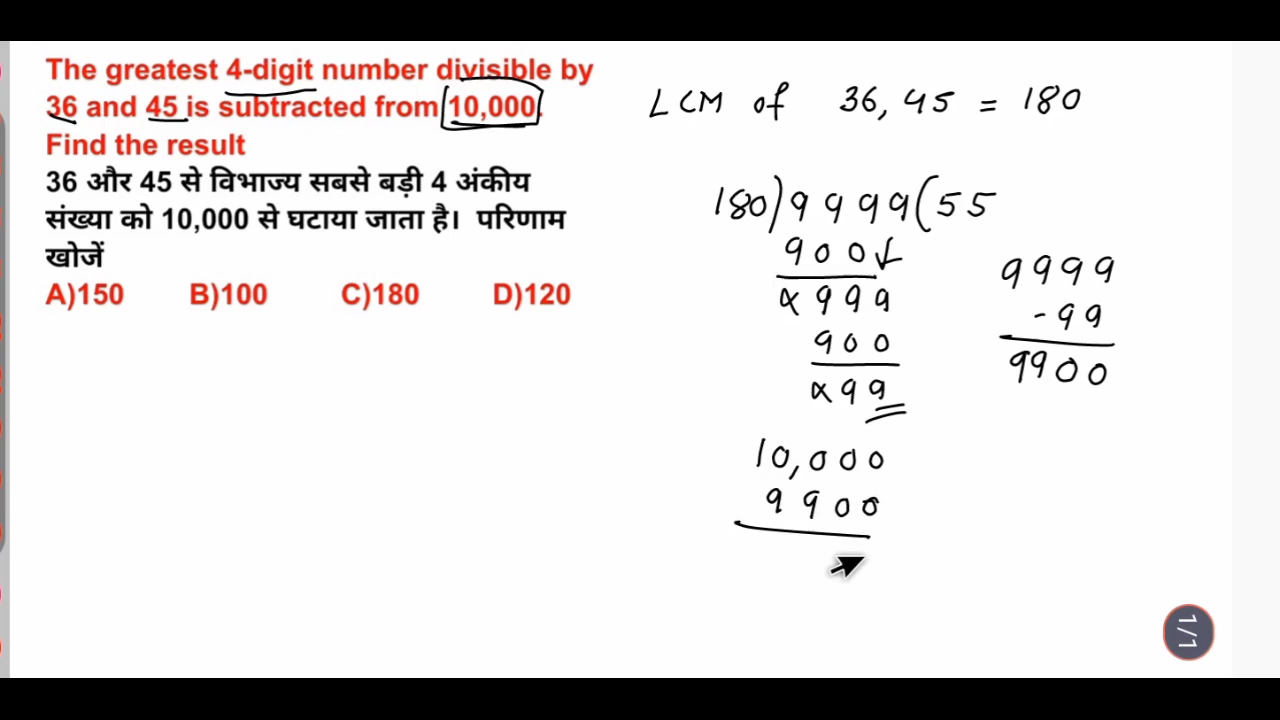 The greatest 4-digit number divisible by
36 and 45 is subtracted from 10,000.
Find the result
36 और 45 से विभाज्य सबसे बड़ी 4 अंकीय
संख्या को 10,000 से घटाया जाता है। परिणाम
खोजें
A)150 B)100 C)180 D)120
LCM of 36, 45 = 180
180)9999(55
900
999
900
99
9999
-99
9900
10,000
9900
1/1